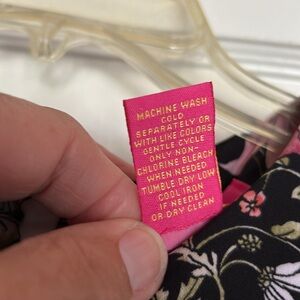 MACHINE WASH
COLD
SEPARATELY OR
WITH LIKE COLORS
GENTLE CYCLE
ONLY NON-
CHLORINE BLEACH
WHEN NEEDED
TUMBLE DRY LOW
COOL IRON
IF NEEDED
OR DRY CLEAN